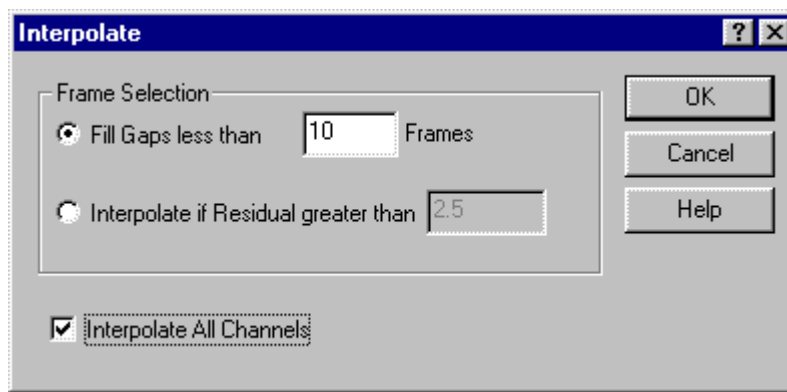 Interpolate
Frame Selection
Fill Gaps less than 10 Frames
Interpolate if Residual greater than 2.5
Interpolate All Channels
OK
Cancel
Help